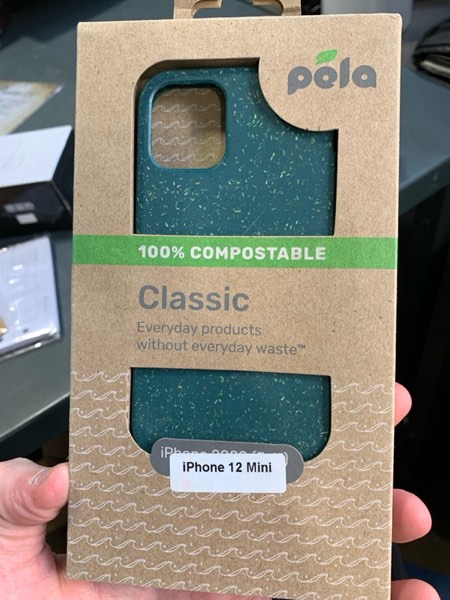 pela
100% COMPOSTABLE
Classic
Everyday products
without everyday waste™
iPhone 12 Mini